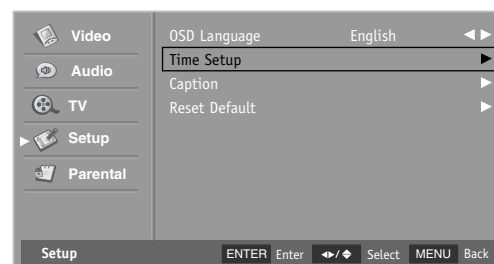 Video
Audio
TV
Setup
Parental
OSD Language English
Time Setup
Caption
Reset Default
Setup ENTER Enter / Select MENU Back